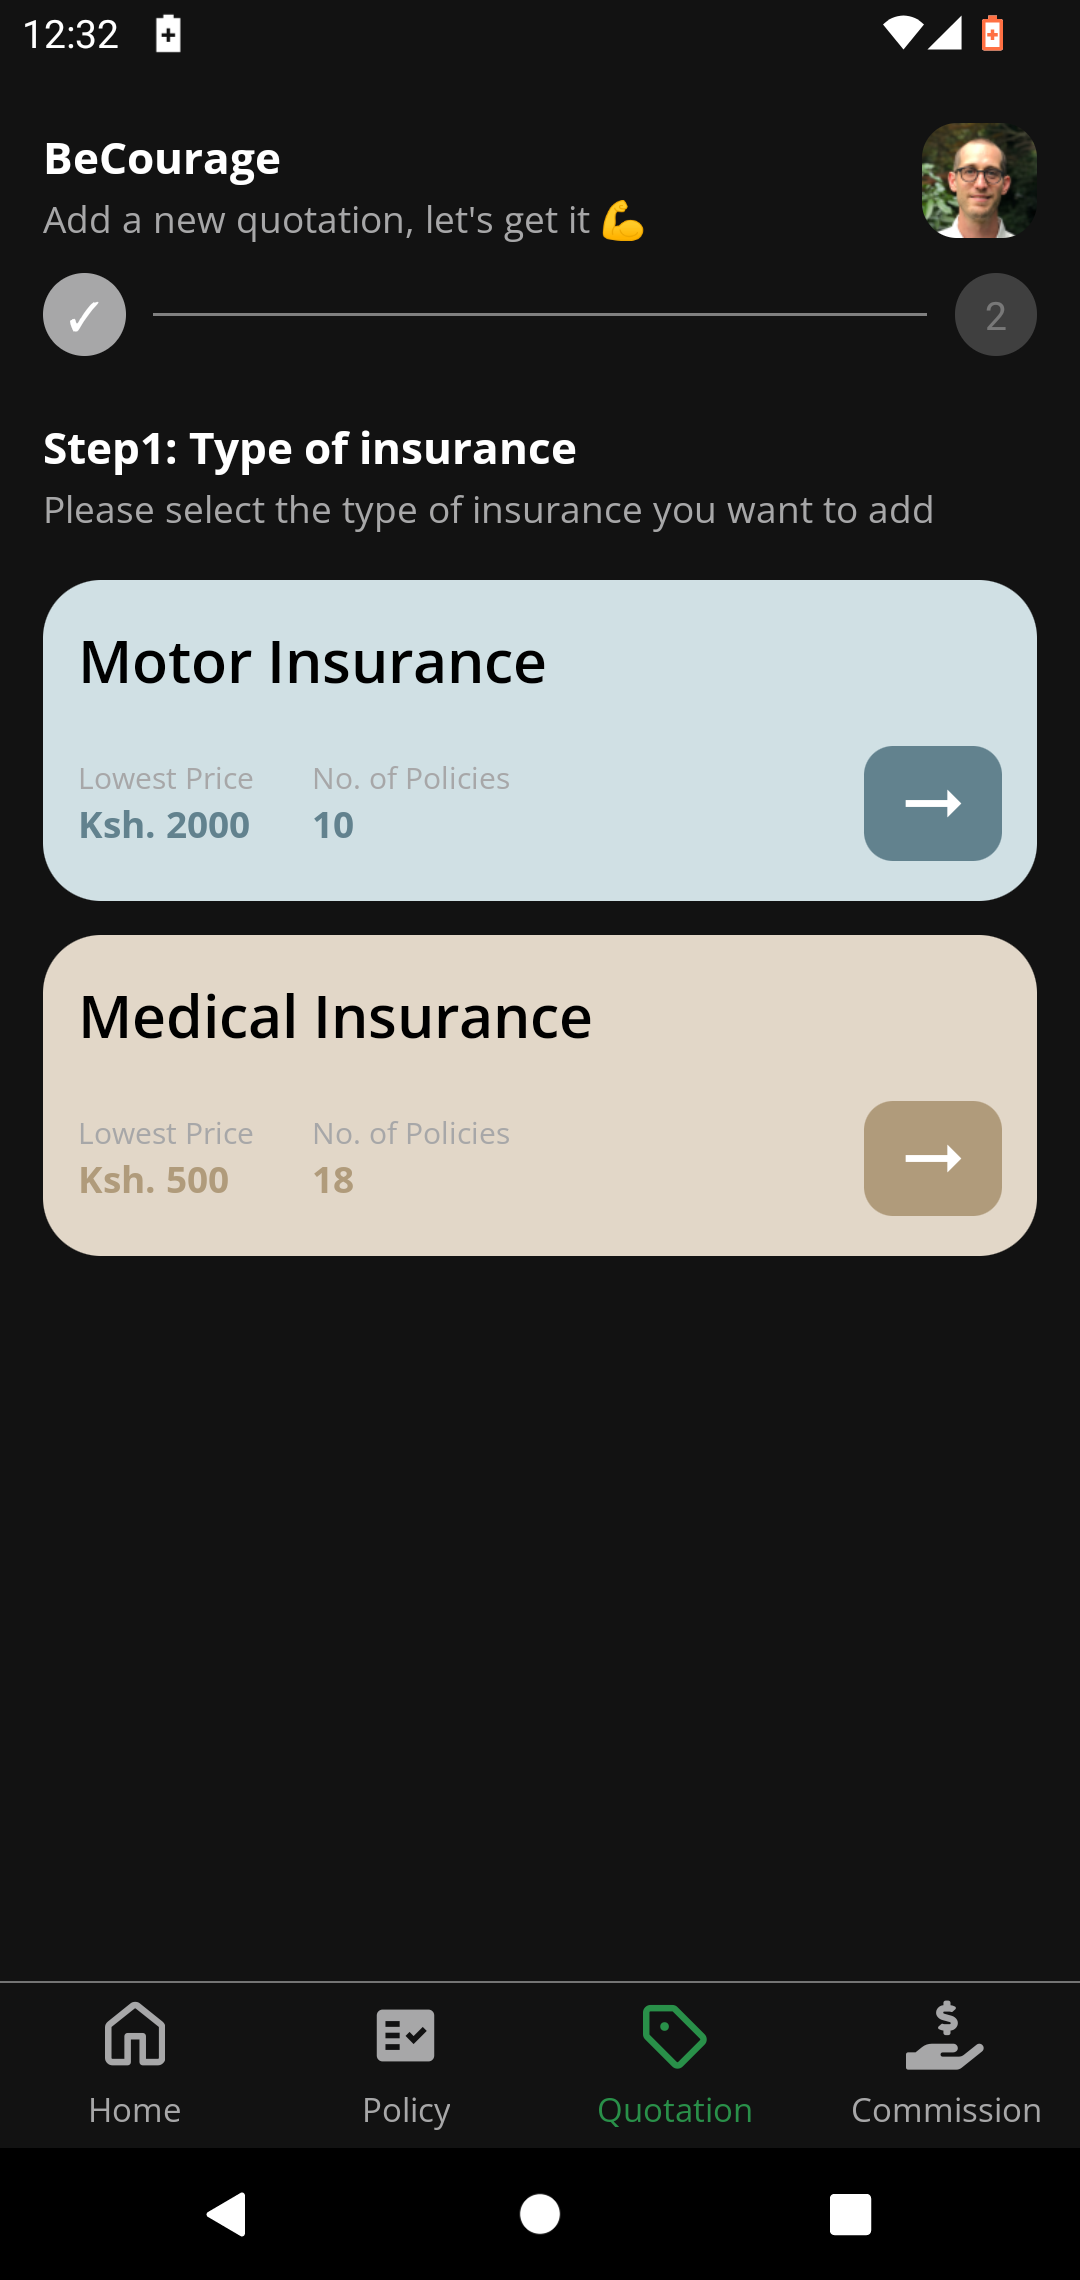 12:32
BeCourage
Add a new quotation, let's get it 💪
✓ 2
Step1: Type of insurance
Please select the type of insurance you want to add
Motor Insurance
Lowest Price No. of Policies
Ksh. 2000 10
Medical Insurance
Lowest Price No. of Policies
Ksh. 500 18
Home Policy Quotation Commission